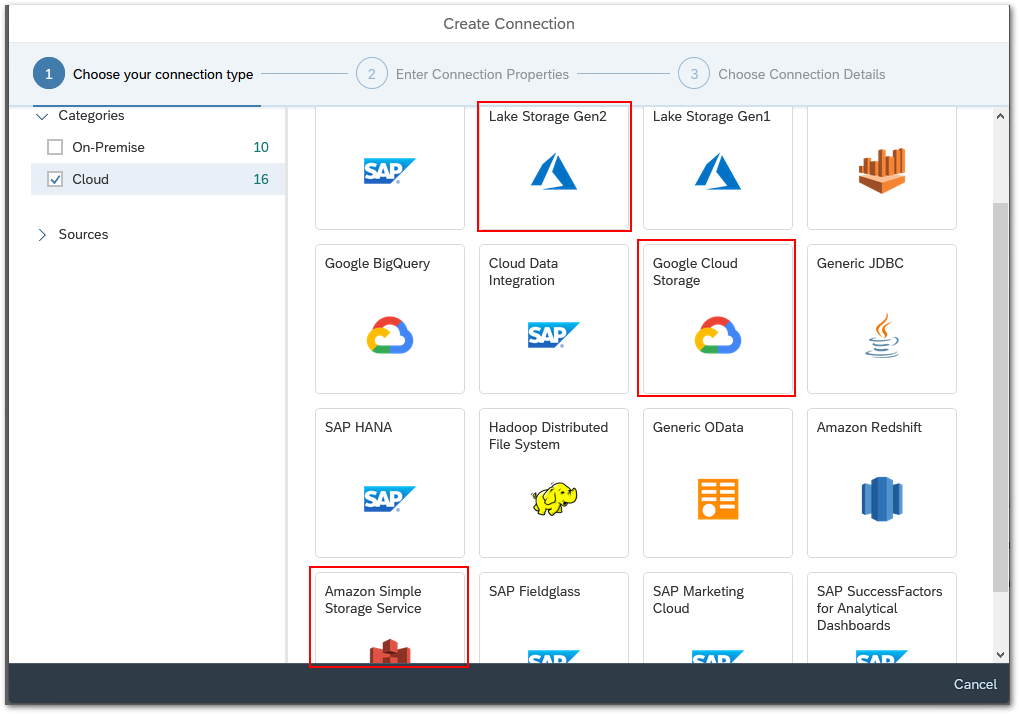 Create Connection
1 Choose your connection type
2 Enter Connection Properties
3 Choose Connection Details
Categories
On-Premise 10
Cloud 16
Sources
SAP
Lake Storage Gen2
Lake Storage Gen1
Google BigQuery
Cloud Data
Integration
SAP
Google Cloud
Storage
Generic JDBC
SAP HANA
SAP
Hadoop Distributed
File System
Generic OData
Amazon Redshift
Amazon Simple
Storage Service
SAP Fieldglass
SAP
SAP Marketing
Cloud
SAP
SAP SuccessFactors
for Analytical
Dashboards
SAP
Cancel